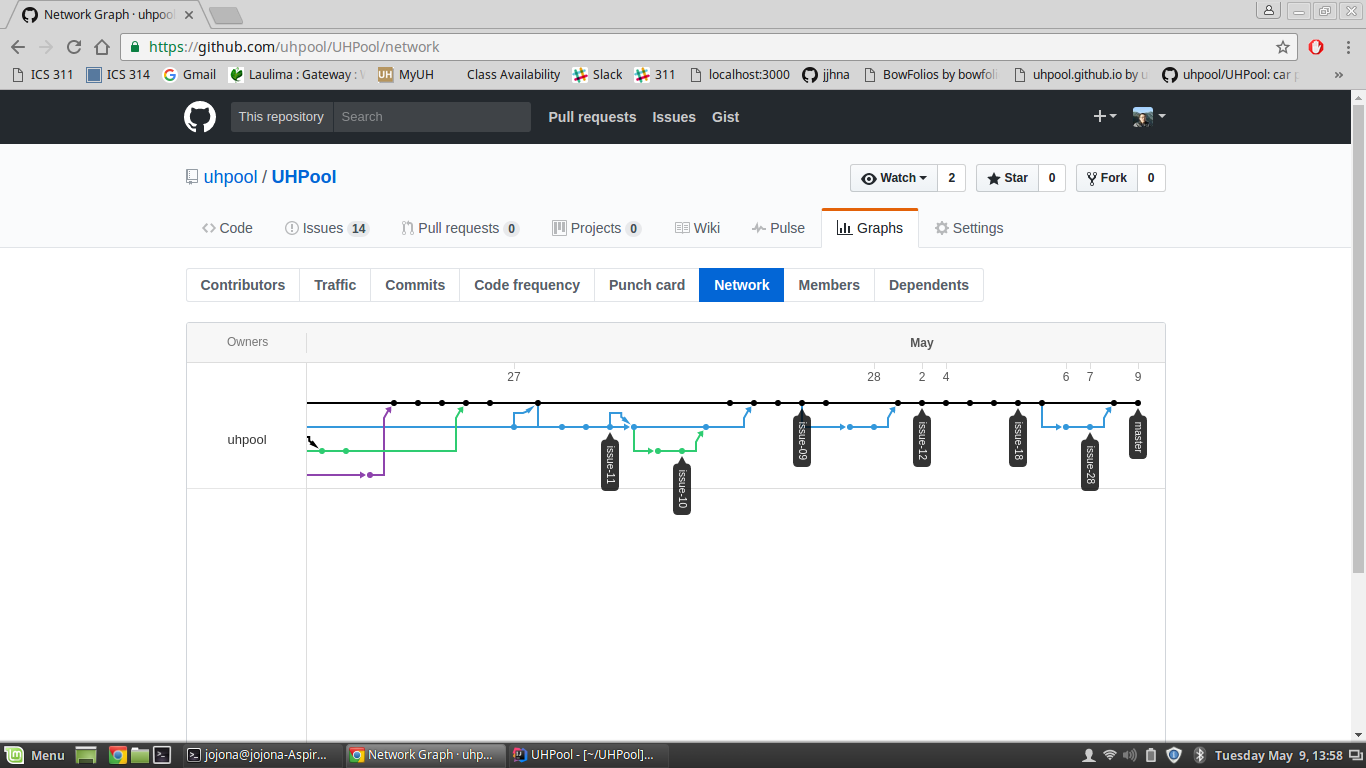 Network Graph · uhpool
https://github.com/uhpool/UHPool/network
ICS 311 ICS 314 Gmail Laulima : Gateway : MyUH Class Availability Slack 311 localhost:3000 jjhna BowFolios by bowfoli uhpool.github.io by u uhpool/UHPool: car p »
This repository Search Pull requests Issues Gist
uhpool / UHPool
Watch 2 Star 0 Fork 0
Code Issues 14 Pull requests 0 Projects 0 Wiki Pulse Graphs Settings
Contributors Traffic Commits Code frequency Punch card Network Members Dependents
Owners May
27 28 2 4 6 7 9
uhpool
issue-11
issue-10
issue-09
issue-12
issue-18
issue-28
master
Menu jojona@jojona-Aspir... Network Graph · uhp... UHPool - [~/UHPool]... Tuesday May 9, 13:58